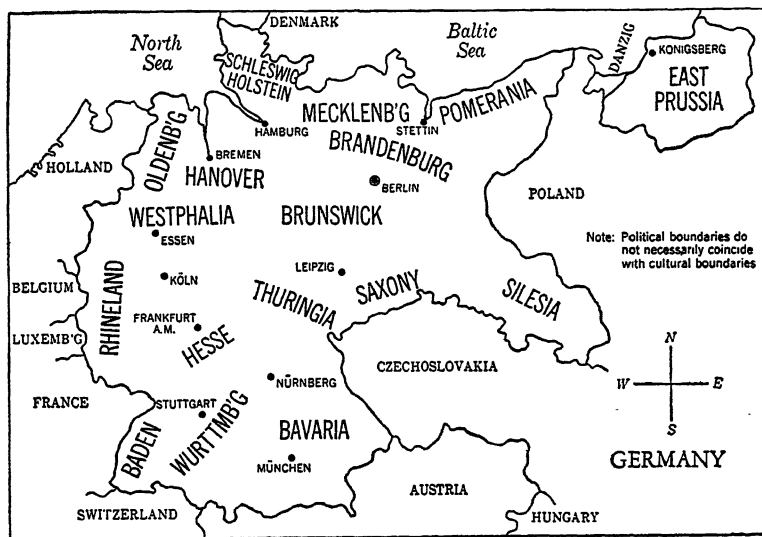 DENMARK
North
Sea
Baltic
Sea
DANZIG
KONIGSBERG
EAST
PRUSSIA
SCHLESWIG
HOLSTEIN
MECKLENB'G
POMERANIA
HAMBURG
STETTIN
HOLLAND
OLDENB'G
BREMEN
BRANDENBURG
HANOVER
BERLIN
POLAND
WESTPHALIA
BRUNSWICK
ESSEN
Note: Political boundaries do
not necessarily coincide
with cultural boundaries
BELGIUM
RHINELAND
KÖLN
LEIPZIG
THURINGIA
SAXONY
SILESIA
FRANKFURT
A.M.
HESSE
LUXEMB'G
CZECHOSLOVAKIA
N
W
E
S
FRANCE
NÜRNBERG
STUTTGART
BADEN
WURTTMB'G
BAVARIA
MÜNCHEN
GERMANY
SWITZERLAND
AUSTRIA
HUNGARY